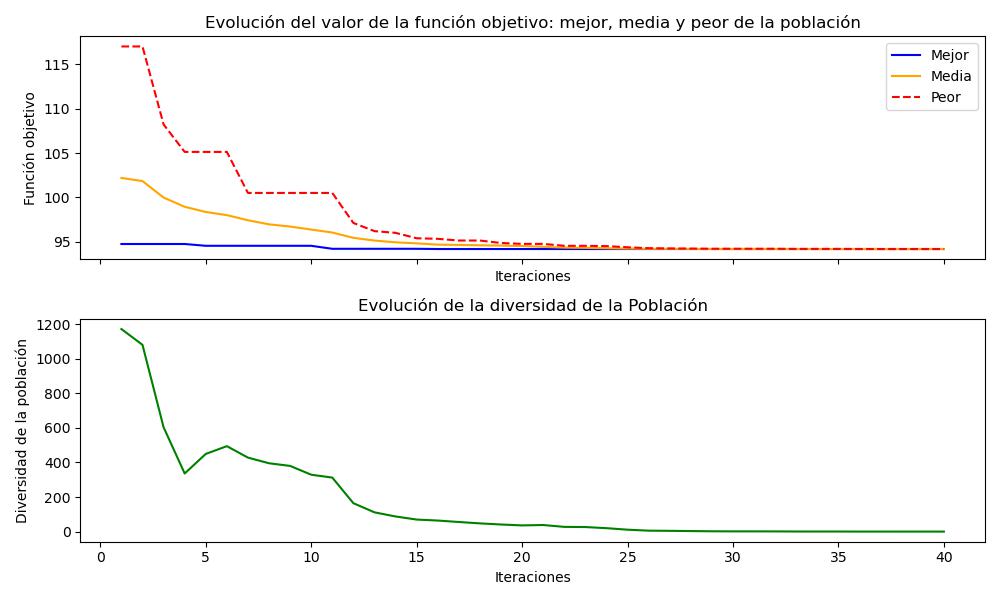 Evolución del valor de la función objetivo: mejor, media y peor de la población
Función objetivo
115
110
105
100
95
Mejor
Media
Peor
Iteraciones
Evolución de la diversidad de la Población
Diversidad de la población
1200
1000
800
600
400
200
0
0 5 10 15 20 25 30 35 40
Iteraciones